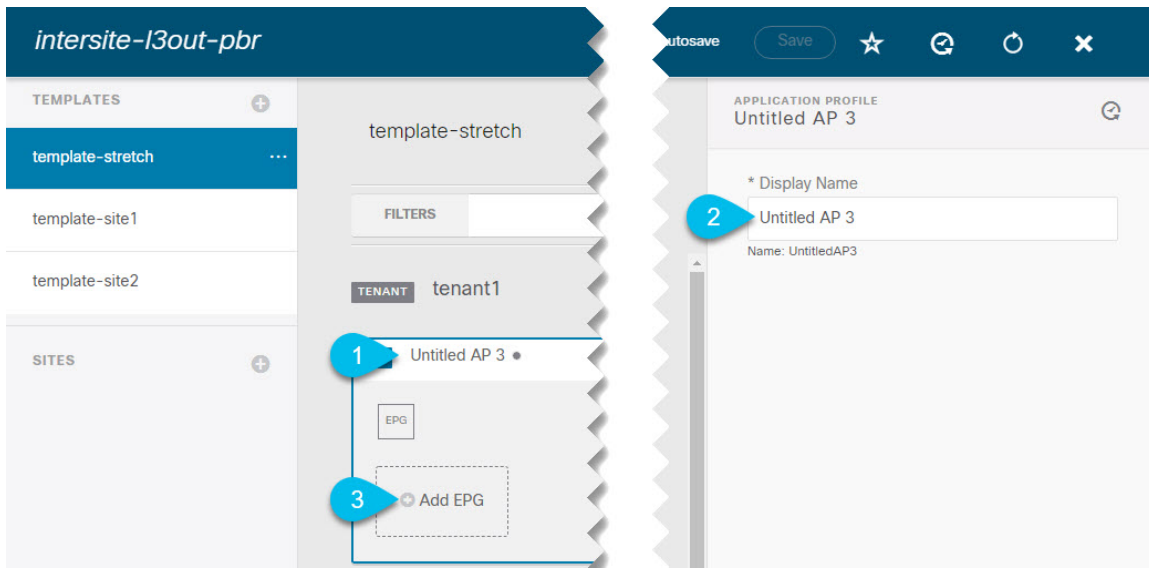 intersite-l3out-pbr
utosave
Save
TEMPLATES
template-stretch
template-site1
template-site2
SITES
template-stretch
FILTERS
TENANT tenant1
1 Untitled AP 3
EPG
3 Add EPG
APPLICATION PROFILE
Untitled AP 3
* Display Name
2 Untitled AP 3
Name: UntitledAP3